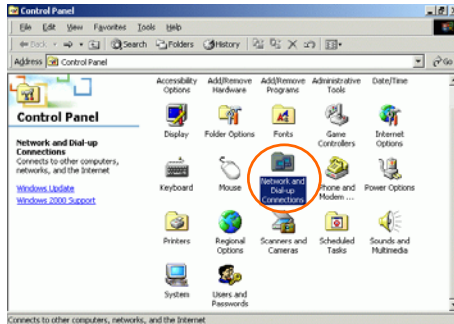 Control Panel
File Edit View Favorites Tools Help
Back Search Folders History
Address Control Panel Go
Control Panel
Network and Dial-up
Connections
Connects to other computers,
networks, and the Internet
Windows Update
Windows 2000 Support
Accessibility
Options
Add/Remove
Hardware
Add/Remove
Programs
Administrative
Tools
Date/Time
Display
Folder Options
Fonts
Game
Controllers
Internet
Options
Keyboard
Mouse
Network and
Dial-up
Connections
Phone and
Modem ...
Power Options
Printers
Regional
Options
Scanners and
Cameras
Scheduled
Tasks
Sounds and
Multimedia
System
Users and
Passwords
Connects to other computers, networks, and the Internet